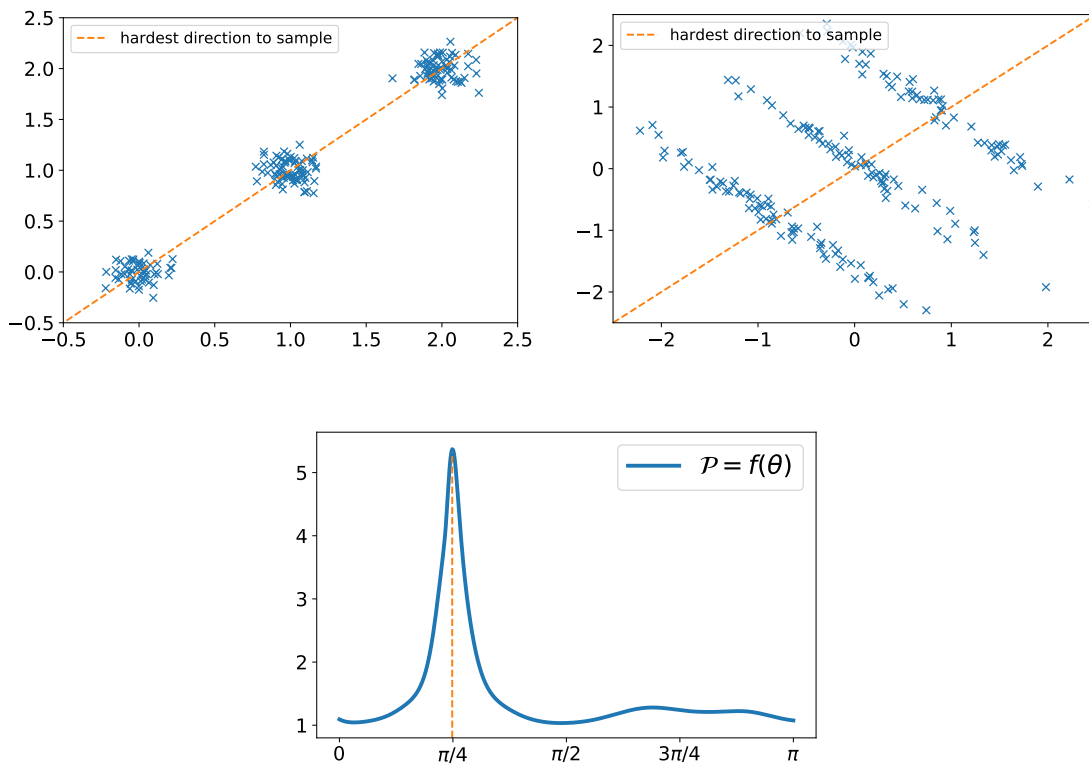 2.5
2.0
1.5
1.0
0.5
0.0
−0.5
−0.5 0.0 0.5 1.0 1.5 2.0 2.5
hardest direction to sample
2
1
0
−1
−2
−2 −1 0 1 2
hardest direction to sample
5
4
3
2
1
0 π/4 π/2 3π/4 π
𝒫 = f(θ)